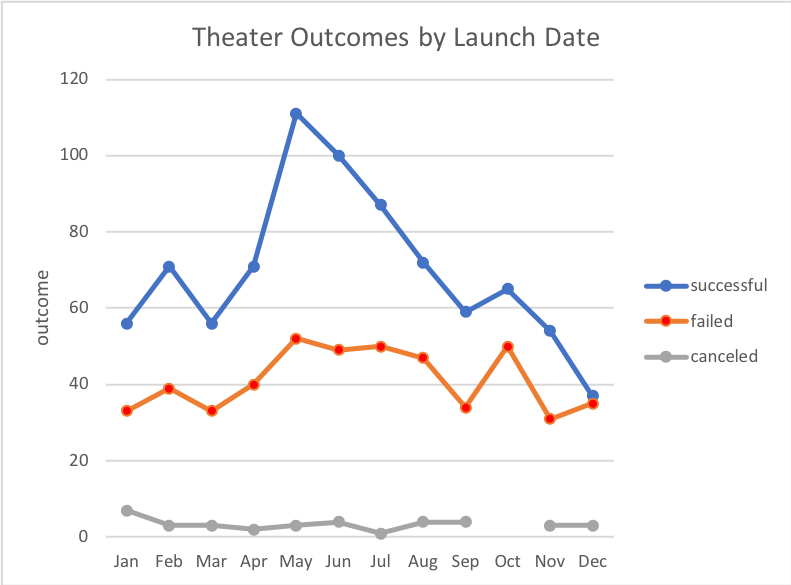 Theater Outcomes by Launch Date
120
100
80
60
40
20
0
outcome
Jan Feb Mar Apr May Jun Jul Aug Sep Oct Nov Dec
successful
failed
canceled